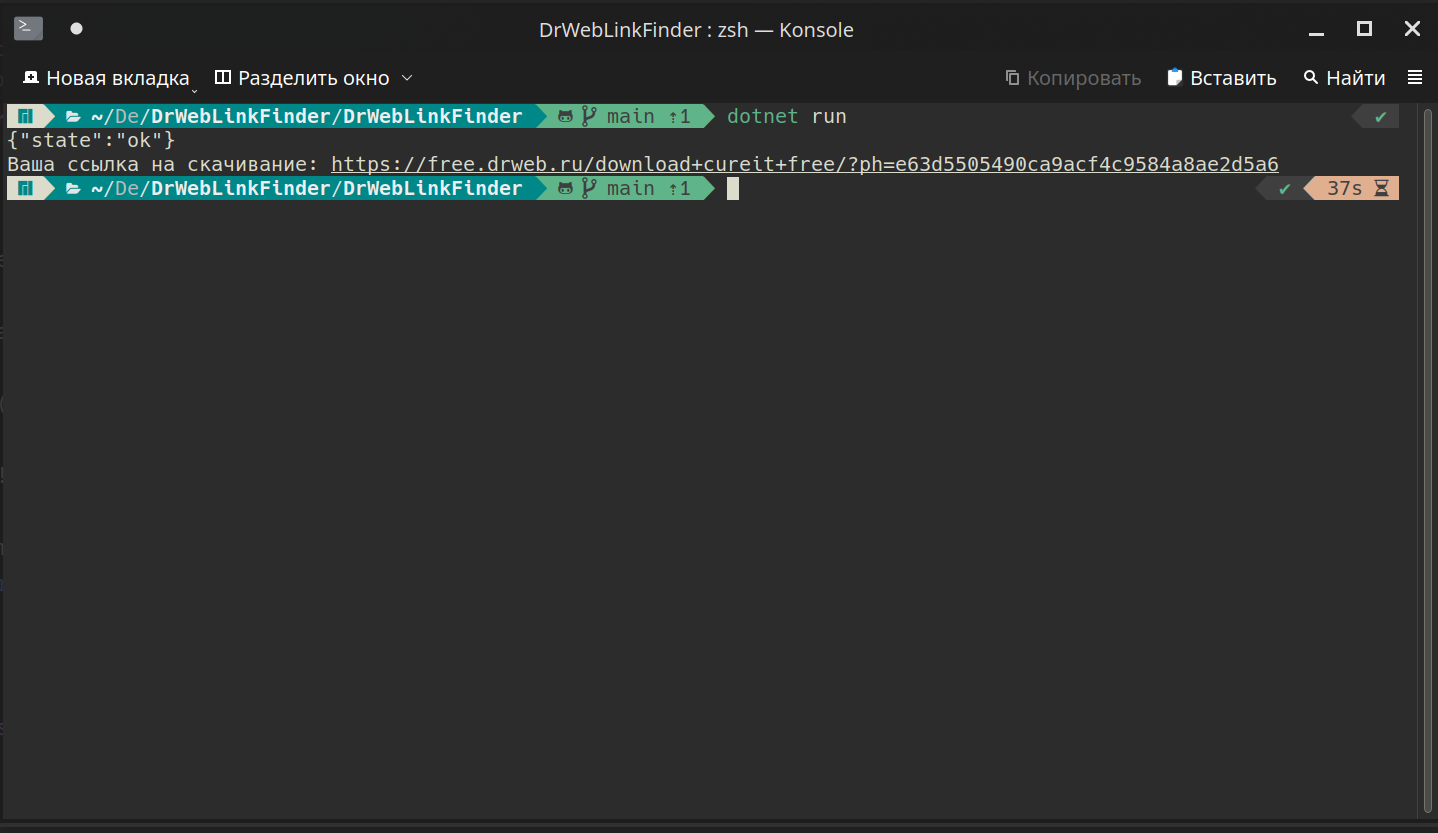 DrWebLinkFinder : zsh — Konsole
Новая вкладка Разделить окно Копировать Вставить Найти
~/De/DrWebLinkFinder/DrWebLinkFinder main ⇡1 dotnet run ✔
{"state":"ok"}
Ваша ссылка на скачивание: https://free.drweb.ru/download+cureit+free/?ph=e63d5505490ca9acf4c9584a8ae2d5a6
~/De/DrWebLinkFinder/DrWebLinkFinder main ⇡1 ✔ 37s